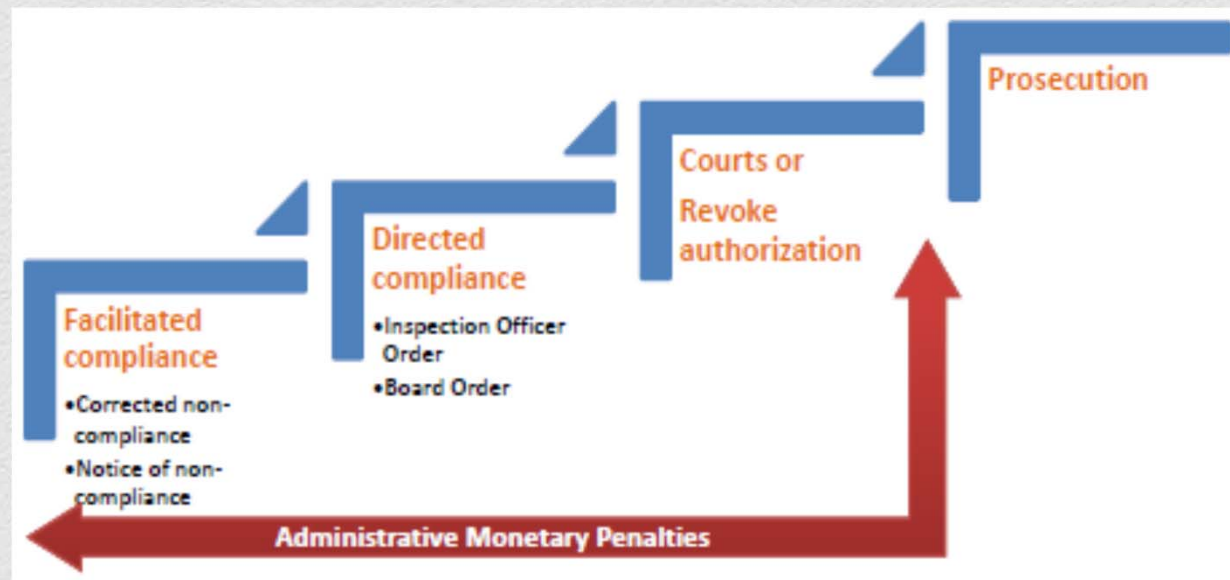 Facilitated
compliance
•Corrected non-
compliance
•Notice of non-
compliance
Directed
compliance
•Inspection Officer
Order
•Board Order
Courts or
Revoke
authorization
Prosecution
Administrative Monetary Penalties